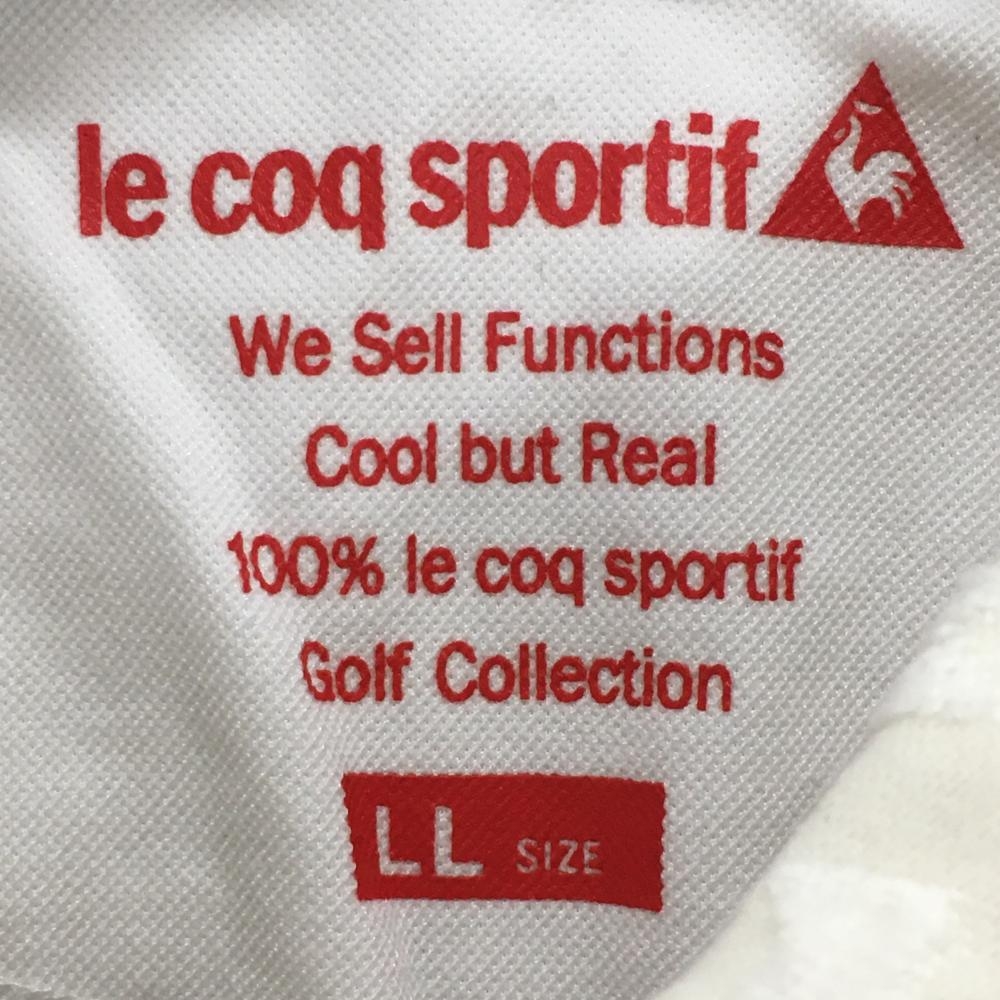 le coq sportif
We Sell Functions
Cool but Real
100% le coq sportif
Golf Collection
LL SIZE